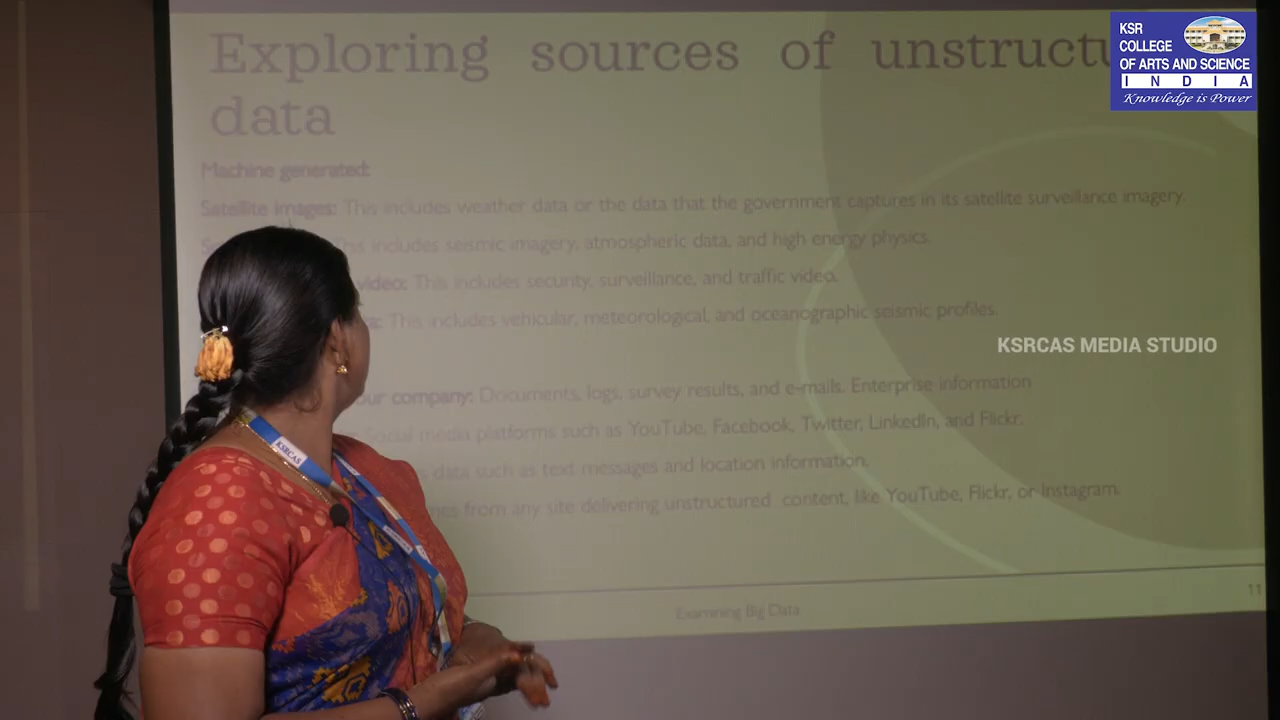 Exploring sources of unstructu
data
Machine generated:
Satellite images: This includes weather data or the data that the government captures in its satellite surveillance imagery.
This includes seismic imagery, atmospheric data, and high energy physics.
video: This includes security, surveillance, and traffic video.
This includes vehicular, meteorological, and oceanographic seismic profiles.
our company: Documents, logs, survey results, and e-mails. Enterprise information
Social media platforms such as YouTube, Facebook, Twitter, LinkedIn, and Flickr.
data such as text messages and location information.
from any site delivering unstructured content, like YouTube, Flickr, or Instagram.
Examining Big Data
11
KSR
COLLEGE
OF ARTS AND SCIENCE
INDIA
Knowledge is Power
KSRCAS MEDIA STUDIO
KSRCAS